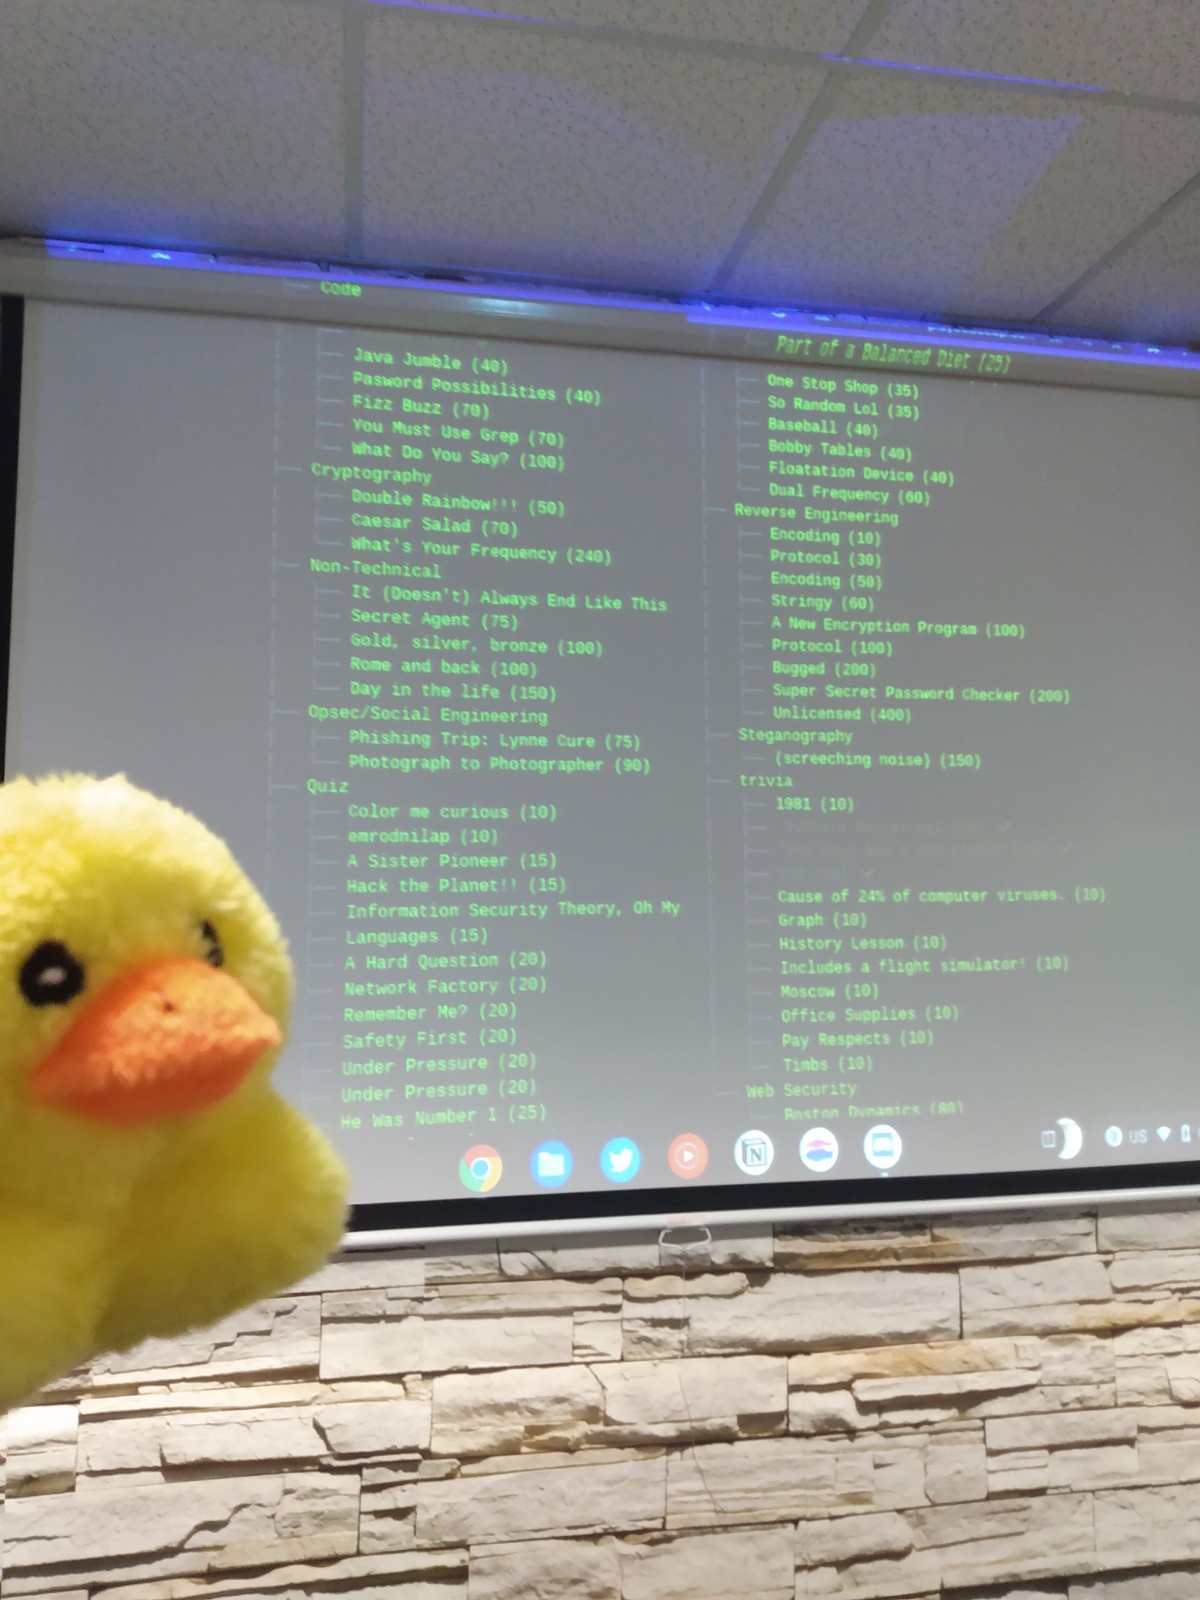 Code
Java Jumble (40)
Pasword Possibilities (40)
Fizz Buzz (70)
You Must Use Grep (70)
What Do You Say? (100)
Cryptography
Double Rainbow!!! (50)
Caesar Salad (70)
What's Your Frequency (240)
Non-Technical
It (Doesn't) Always End Like This
Secret Agent (75)
Gold, silver, bronze (100)
Rome and back (100)
Day in the life (150)
Opsec/Social Engineering
Phishing Trip: Lynne Cure (75)
Photograph to Photographer (90)
Quiz
Color me curious (10)
emrodnilap (10)
A Sister Pioneer (15)
Hack the Planet!! (15)
Information Security Theory, Oh My
Languages (15)
A Hard Question (20)
Network Factory (20)
Remember Me? (20)
Safety First (20)
Under Pressure (20)
Under Pressure (20)
He Was Number 1 (25)
Part of a Balanced Diet (25)
One Stop Shop (35)
So Random Lol (35)
Baseball (40)
Bobby Tables (40)
Floatation Device (40)
Dual Frequency (60)
Reverse Engineering
Encoding (10)
Protocol (30)
Encoding (50)
Stringy (60)
A New Encryption Program (100)
Protocol (100)
Bugged (200)
Super Secret Password Checker (200)
Unlicensed (400)
Steganography
(screeching noise) (150)
trivia
1981 (10)
Cause of 24% of computer viruses. (10)
Graph (10)
History Lesson (10)
Includes a flight simulator! (10)
Moscow (10)
Office Supplies (10)
Pay Respects (10)
Timbs (10)
Web Security
Boston Dynamics (80)
US